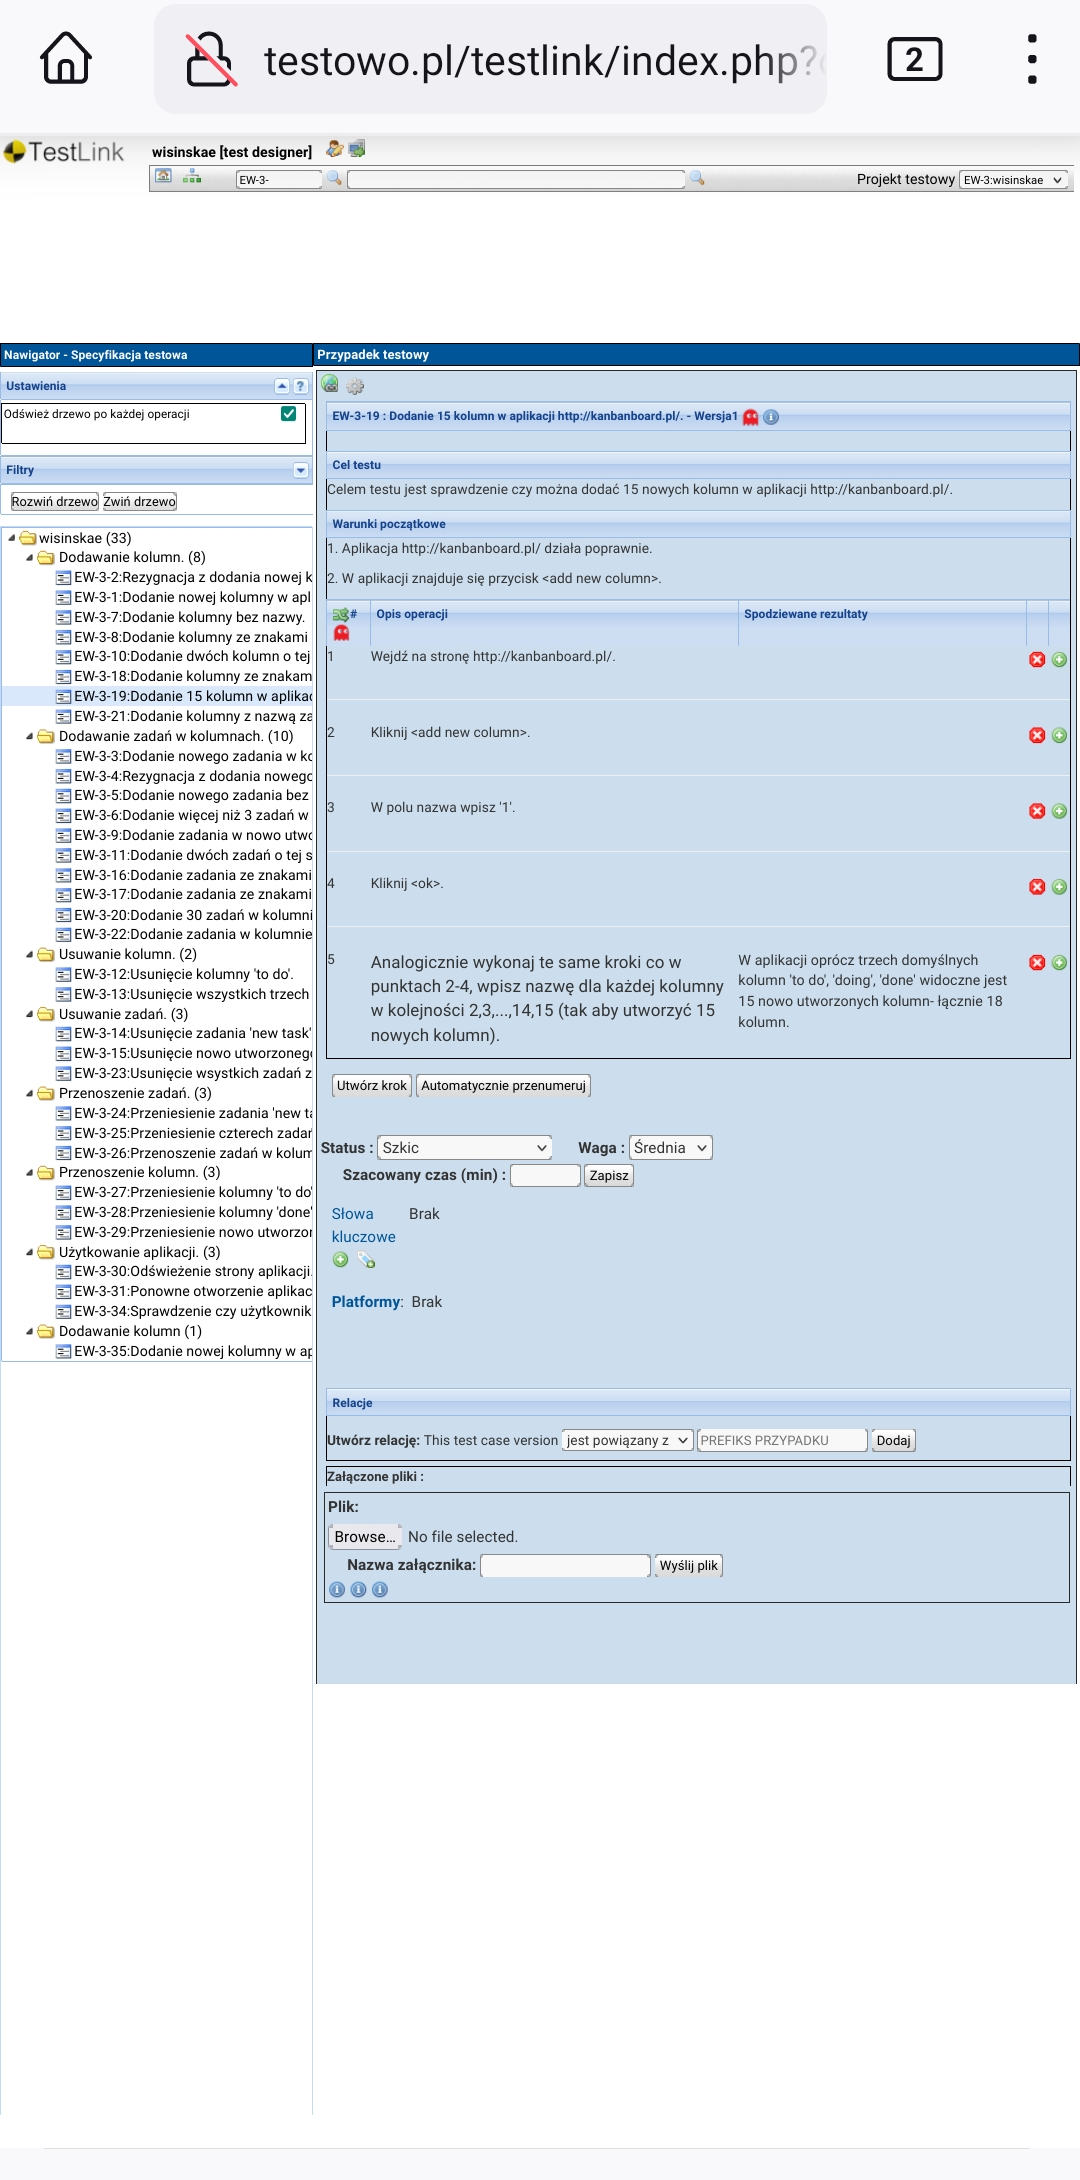 testowo.pl/testlink/index.php?
2
TestLink
wisinskae [test designer]
EW-3-
Projekt testowy EW-3:wisinskae
Nawigator - Specyfikacja testowa
Ustawienia
?
Odśwież drzewo po każdej operacji
Filtry
Rozwiń drzewo Zwiń drzewo
wisinskae (33)
Dodawanie kolumn. (8)
EW-3-2:Rezygnacja z dodania nowej k
EW-3-1:Dodanie nowej kolumny w apl
EW-3-7:Dodanie kolumny bez nazwy.
EW-3-8:Dodanie kolumny ze znakami
EW-3-10:Dodanie dwóch kolumn o tej
EW-3-18:Dodanie kolumny ze znakam
EW-3-19:Dodanie 15 kolumn w aplikac
EW-3-21:Dodanie kolumny z nazwą za
Dodawanie zadań w kolumnach. (10)
EW-3-3:Dodanie nowego zadania w ko
EW-3-4:Rezygnacja z dodania nowego
EW-3-5:Dodanie nowego zadania bez
EW-3-6:Dodanie więcej niż 3 zadań w
EW-3-9:Dodanie zadania w nowo utwo
EW-3-11:Dodanie dwóch zadań o tej s
EW-3-16:Dodanie zadania ze znakami
EW-3-17:Dodanie zadania ze znakami
EW-3-20:Dodanie 30 zadań w kolumni
EW-3-22:Dodanie zadania w kolumnie
Usuwanie kolumn. (2)
EW-3-12:Usunięcie kolumny 'to do'.
EW-3-13:Usunięcie wszystkich trzech
Usuwanie zadań. (3)
EW-3-14:Usunięcie zadania 'new task'
EW-3-15:Usunięcie nowo utworzonego
EW-3-23:Usunięcie wsystkich zadań z
Przenoszenie zadań. (3)
EW-3-24:Przeniesienie zadania 'new ta
EW-3-25:Przeniesienie czterech zadań
EW-3-26:Przenoszenie zadań w kolum
Przenoszenie kolumn. (3)
EW-3-27:Przeniesienie kolumny 'to do'
EW-3-28:Przeniesienie kolumny 'done'
EW-3-29:Przeniesienie nowo utworzor
Użytkowanie aplikacji. (3)
EW-3-30:Odświeżenie strony aplikacji.
EW-3-31:Ponowne otworzenie aplikac
EW-3-34:Sprawdzenie czy użytkownik
Dodawanie kolumn (1)
EW-3-35:Dodanie nowej kolumny w ap
Przypadek testowy
EW-3-19 : Dodanie 15 kolumn w aplikacji http://kanbanboard.pl/. - Wersja1
Cel testu
Celem testu jest sprawdzenie czy można dodać 15 nowych kolumn w aplikacji http://kanbanboard.pl/.
Warunki początkowe
1. Aplikacja http://kanbanboard.pl/ działa poprawnie.
2. W aplikacji znajduje się przycisk <add new column>.
# Opis operacji Spodziewane rezultaty
1 Wejdź na stronę http://kanbanboard.pl/.
2 Kliknij <add new column>.
3 W polu nazwa wpisz '1'.
4 Kliknij <ok>.
5 Analogicznie wykonaj te same kroki co w
punktach 2-4, wpisz nazwę dla każdej kolumny
w kolejności 2,3,...,14,15 (tak aby utworzyć 15
nowych kolumn).
W aplikacji oprócz trzech domyślnych
kolumn 'to do', 'doing', 'done' widoczne jest
15 nowo utworzonych kolumn- łącznie 18
kolumn.
Utwórz krok Automatycznie przenumeruj
Status : Szkic Waga : Średnia
Szacowany czas (min) : Zapisz
Słowa Brak
kluczowe
Platformy: Brak
Relacje
Utwórz relację: This test case version jest powiązany z PREFIKS PRZYPADKU Dodaj
Załączone pliki :
Plik:
Browse... No file selected.
Nazwa załącznika: Wyślij plik